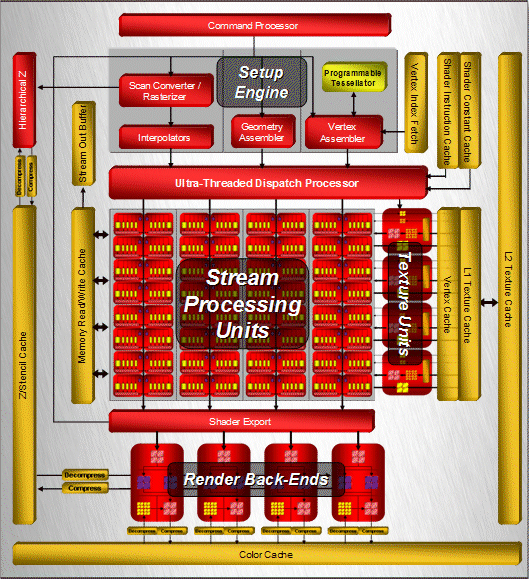 Command Processor
Setup
Engine
Scan Converter /
Rasterizer
Interpolators
Geometry
Assembler
Programmable
Tessellator
Vertex
Assembler
Hierarchical Z
Stream Out Buffer
Vertex Index Fetch
Shader Instruction Cache
Shader Constant Cache
Decompress
Compress
Ultra-Threaded Dispatch Processor
Z/Stencil Cache
Memory Read/Write Cache
Stream
Processing
Units
Texture Units
Vertex Cache
L1 Texture Cache
L2 Texture Cache
Shader Export
Render Back-Ends
Decompress
Compress
Decompress
Compress
Decompress
Compress
Decompress
Compress
Decompress
Compress
Color Cache